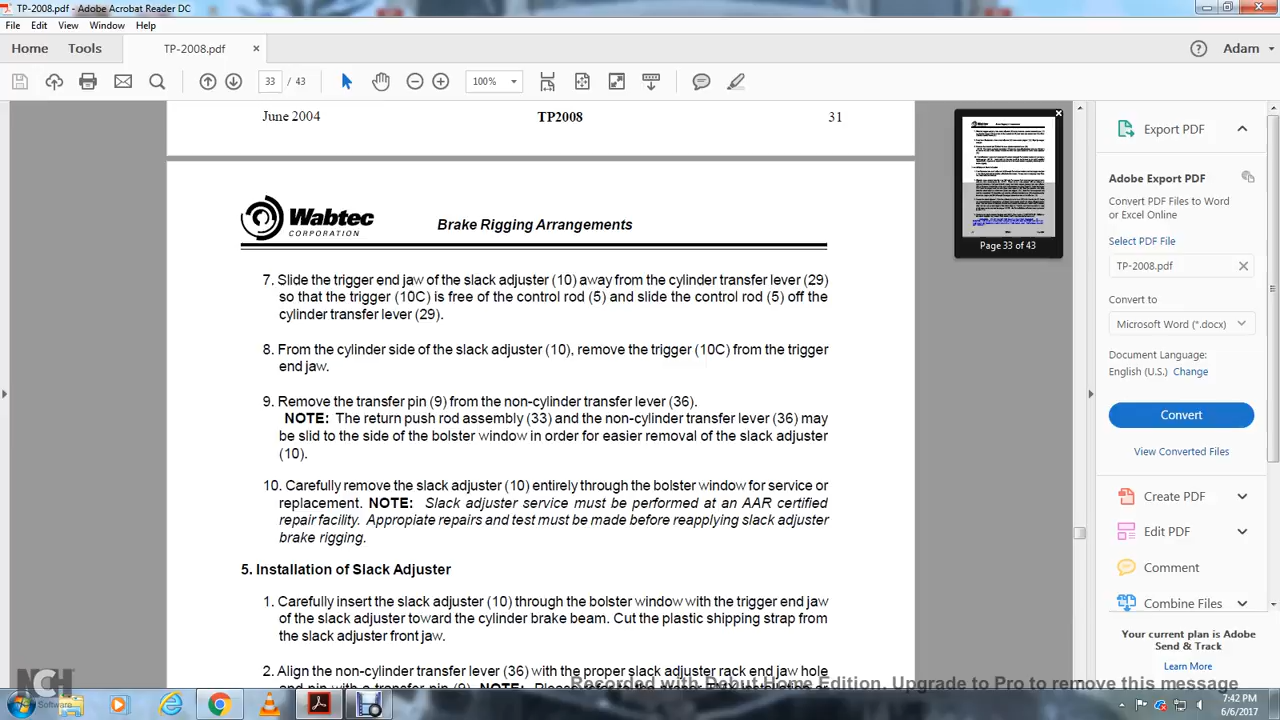 TP-2008.pdf - Adobe Acrobat Reader DC
File Edit View Window Help
Home Tools TP-2008.pdf × Adam
33 / 43 100%
June 2004 TP2008 31
Wabtec
CORPORATION
Brake Rigging Arrangements
7. Slide the trigger end jaw of the slack adjuster (10) away from the cylinder transfer lever (29)
so that the trigger (10C) is free of the control rod (5) and slide the control rod (5) off the
cylinder transfer lever (29).
8. From the cylinder side of the slack adjuster (10), remove the trigger (10C) from the trigger
end jaw.
9. Remove the transfer pin (9) from the non-cylinder transfer lever (36).
NOTE: The return push rod assembly (33) and the non-cylinder transfer lever (36) may
be slid to the side of the bolster window in order for easier removal of the slack adjuster
(10).
10. Carefully remove the slack adjuster (10) entirely through the bolster window for service or
replacement. NOTE: Slack adjuster service must be performed at an AAR certified
repair facility. Appropiate repairs and test must be made before reapplying slack adjuster
brake rigging.
5. Installation of Slack Adjuster
1. Carefully insert the slack adjuster (10) through the bolster window with the trigger end jaw
of the slack adjuster toward the cylinder brake beam. Cut the plastic shipping strap from
the slack adjuster front jaw.
2. Align the non-cylinder transfer lever (36) with the proper slack adjuster rack end jaw hole
Page 33 of 43
Export PDF
Adobe Export PDF
Convert PDF Files to Word
or Excel Online
Select PDF File
TP-2008.pdf
Convert to
Microsoft Word (*.docx)
Document Language:
English (U.S.) Change
Convert
View Converted Files
Create PDF
Edit PDF
Comment
Combine Files
Your current plan is Adobe
Send & Track
Learn More
Recorded with Debut Home Edition, Upgrade to Pro to remove this message
NCH
Software
7:42 PM
6/6/2017